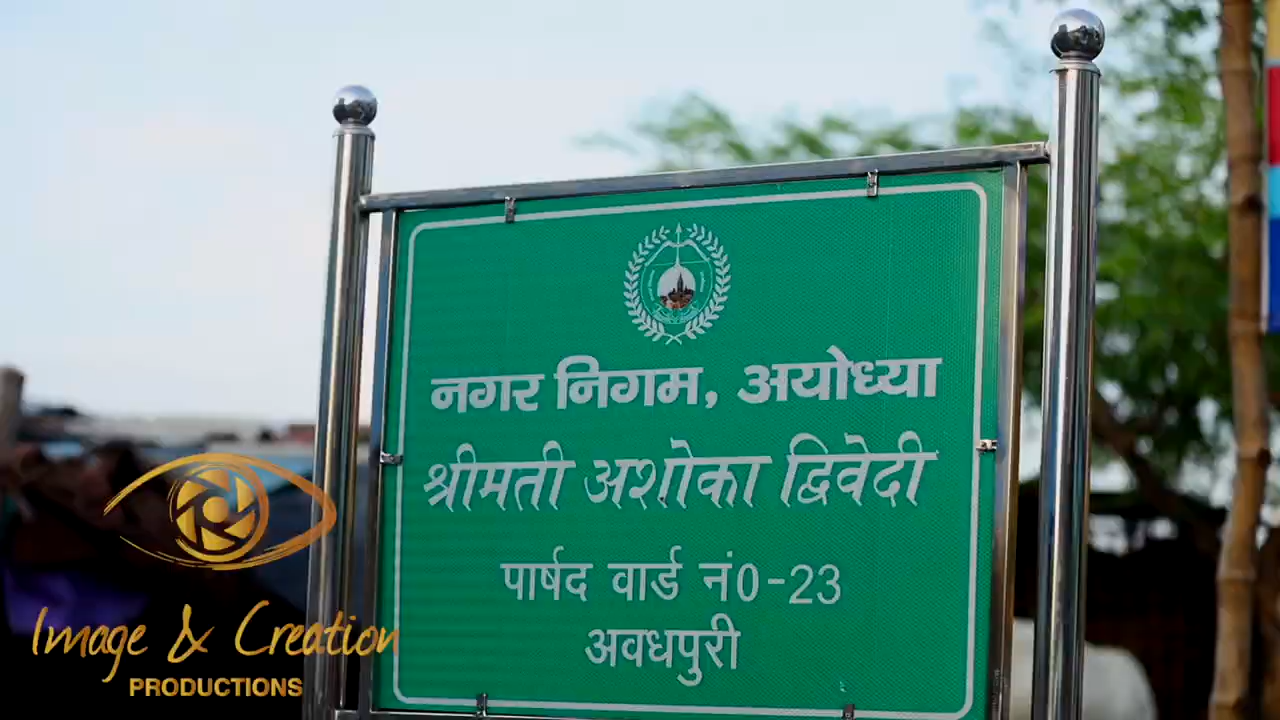 नगर निगम, अयोध्या
श्रीमती अशोका द्विवेदी
पार्षद वार्ड नं0-23
अवधपुरी
Image & Creation
PRODUCTIONS